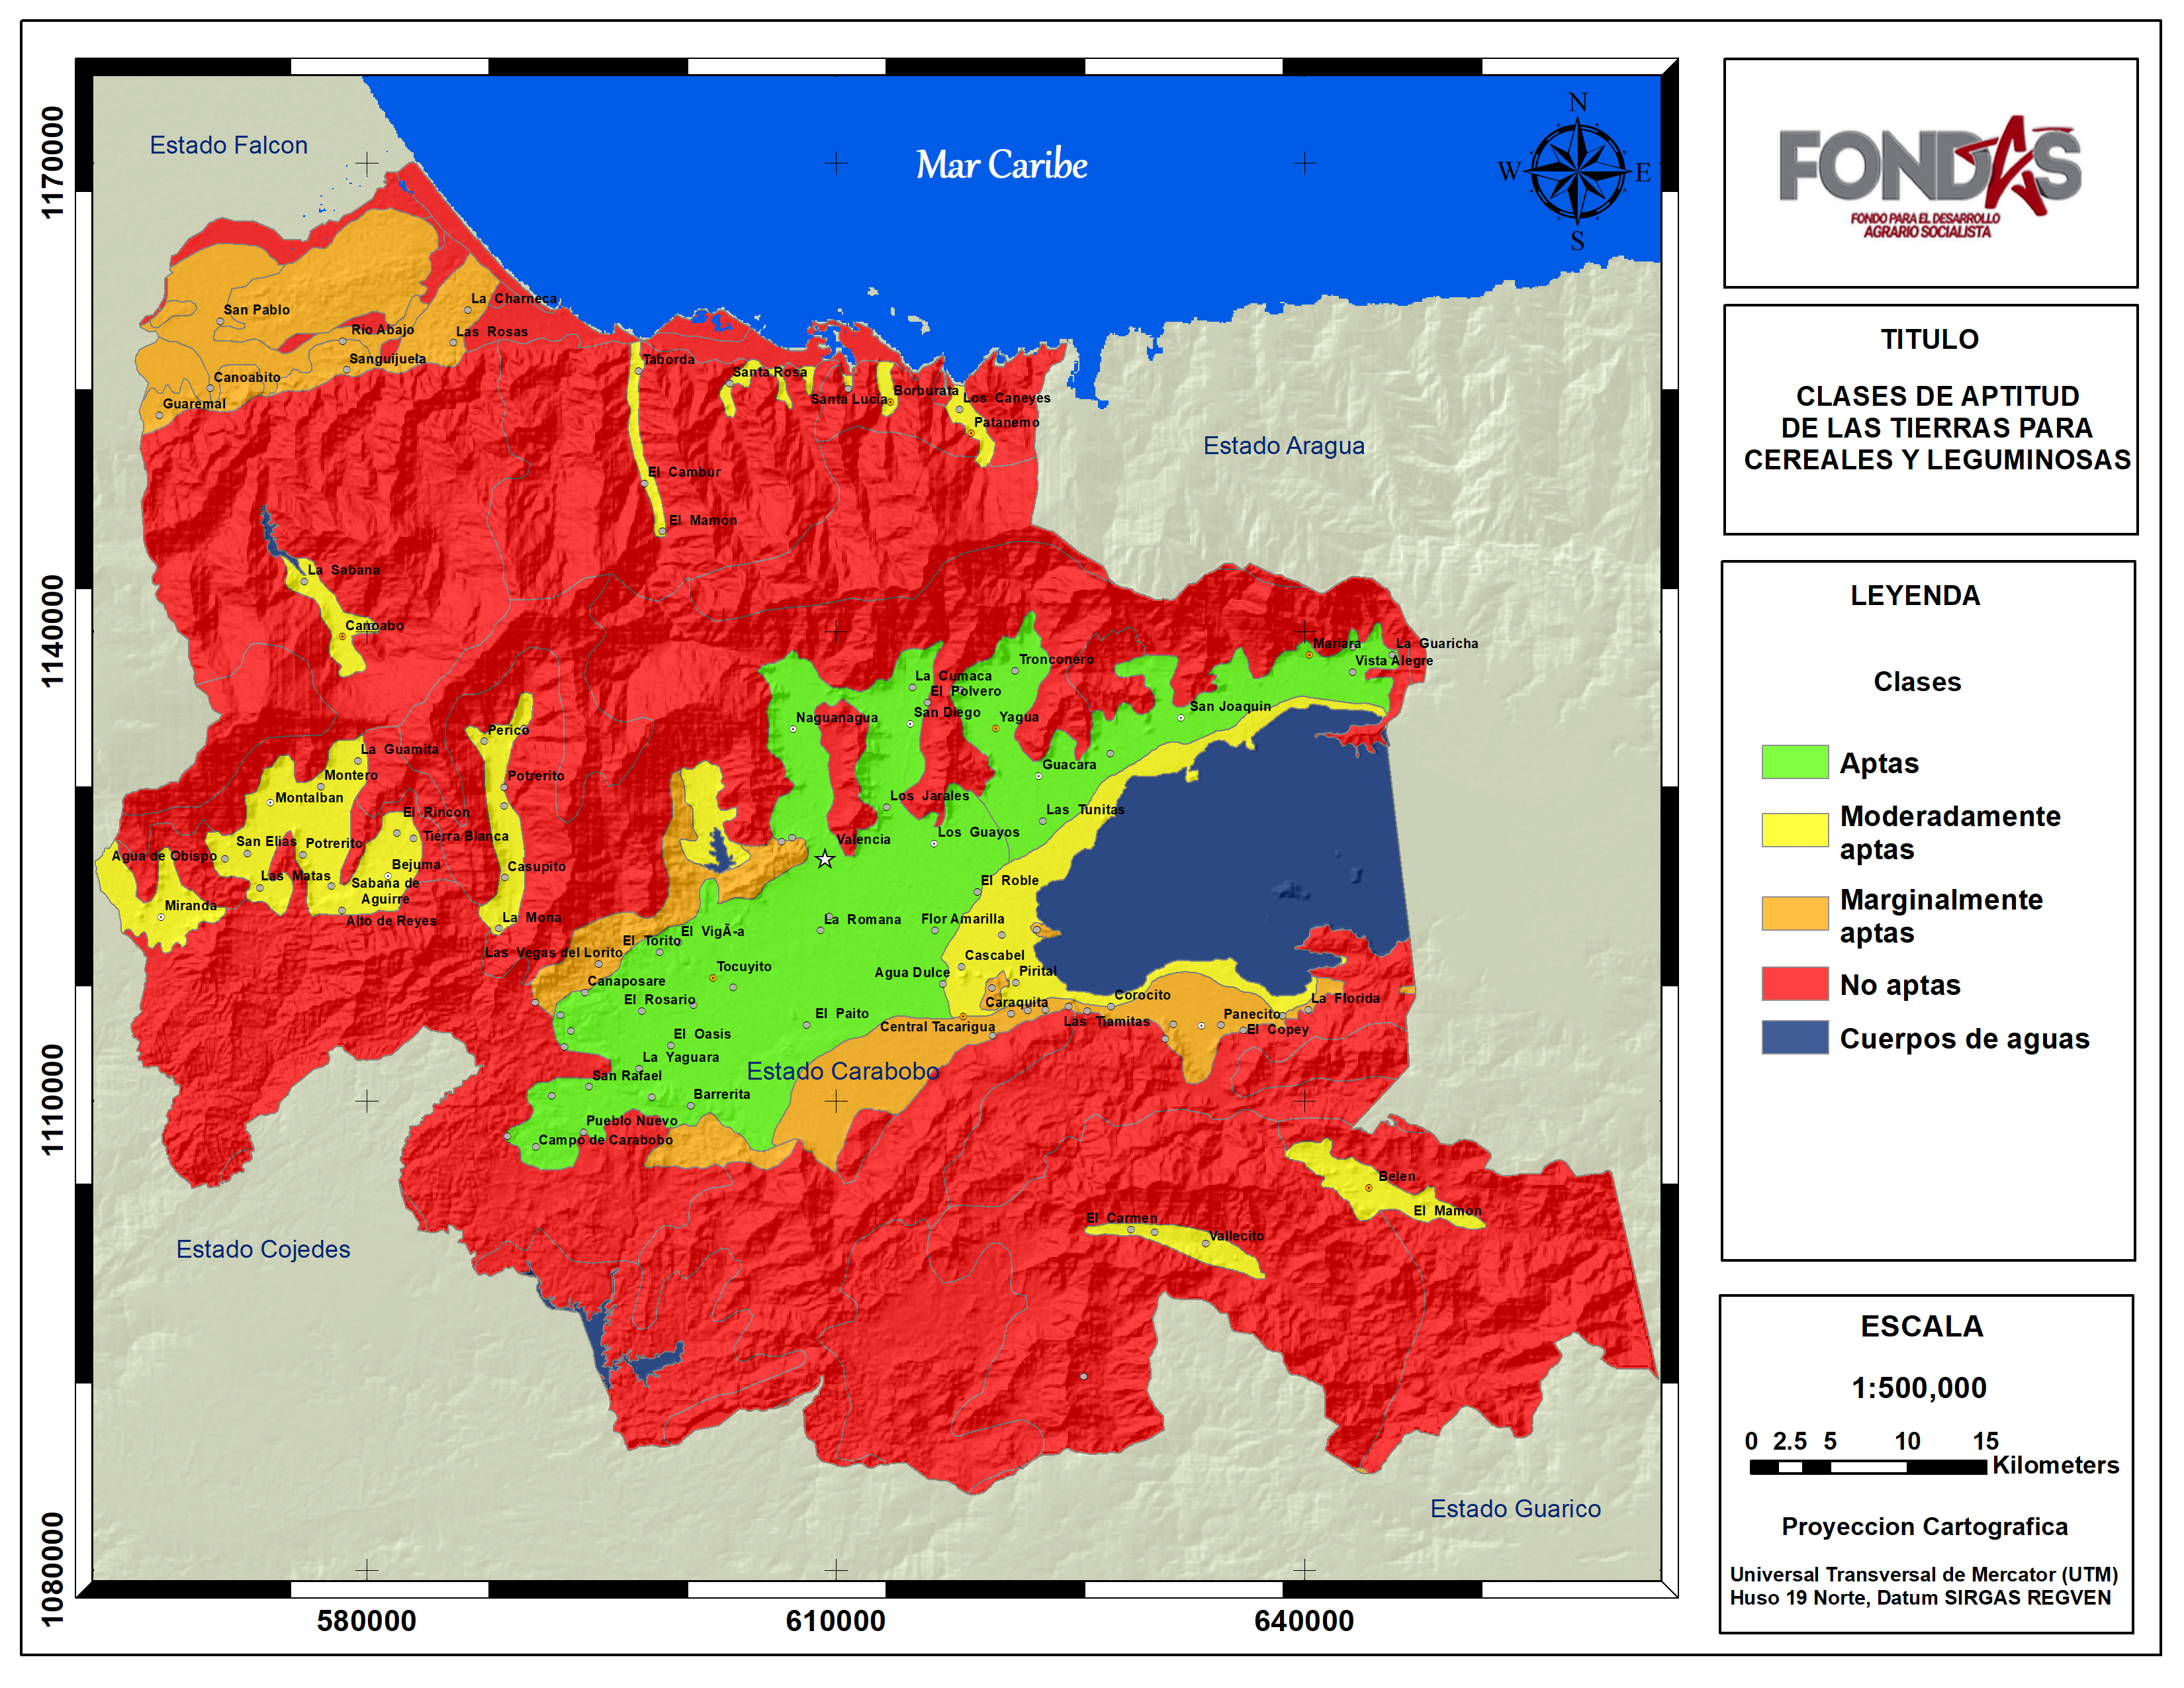 Estado Falcon
Mar Caribe
N
W
E
S
Estado Aragua
La Charneca
San Pablo
Rio Abajo
Las Rosas
Sanguijuela
Canoabito
Guaremal
Taborda
Santa Rosa
Santa Lucia
Borburata
Los Caneyes
Patanemo
El Cambur
El Mamon
La Sabana
Canoabo
Mariara
La Guaricha
Vista Alegre
Tronconero
La Cumaca
El Polvero
San Diego
Yagua
San Joaquin
Naguanagua
Perico
La Guamita
Montero
Potrerito
Montalban
Guacara
El Rincon
Los Jarales
Las Tunitas
Tierra Blanca
San Elias
Potrerito
Valencia
Los Guayos
Agua de Obispo
Bejuma
Casupito
Las Matas
Sabana de
Aguirre
El Roble
Miranda
Alto de Reyes
La Mona
La Romana
Flor Amarilla
El VigÃ-a
El Torito
Las Vegas del Lorito
Cascabel
Tocuyito
Agua Dulce
Pirital
Canaposare
El Rosario
Caraquita
Corocito
La Florida
El Paito
Central Tacarigua
Las Tiamitas
Panecito
El Copey
El Oasis
La Yaguara
Estado Carabobo
San Rafael
Barrerita
Pueblo Nuevo
Campo de Carabobo
Belen
El Mamon
El Carmen
Vallecito
Estado Cojedes
Estado Guarico
1170000
1140000
1110000
1080000
580000
610000
640000
FONDAS
FONDO PARA EL DESARROLLO
AGRARIO SOCIALISTA
TITULO
CLASES DE APTITUD
DE LAS TIERRAS PARA
CEREALES Y LEGUMINOSAS
LEYENDA
Clases
Aptas
Moderadamente
aptas
Marginalmente
aptas
No aptas
Cuerpos de aguas
ESCALA
1:500,000
0 2.5 5 10 15
Kilometers
Proyeccion Cartografica
Universal Transversal de Mercator (UTM)
Huso 19 Norte, Datum SIRGAS REGVEN